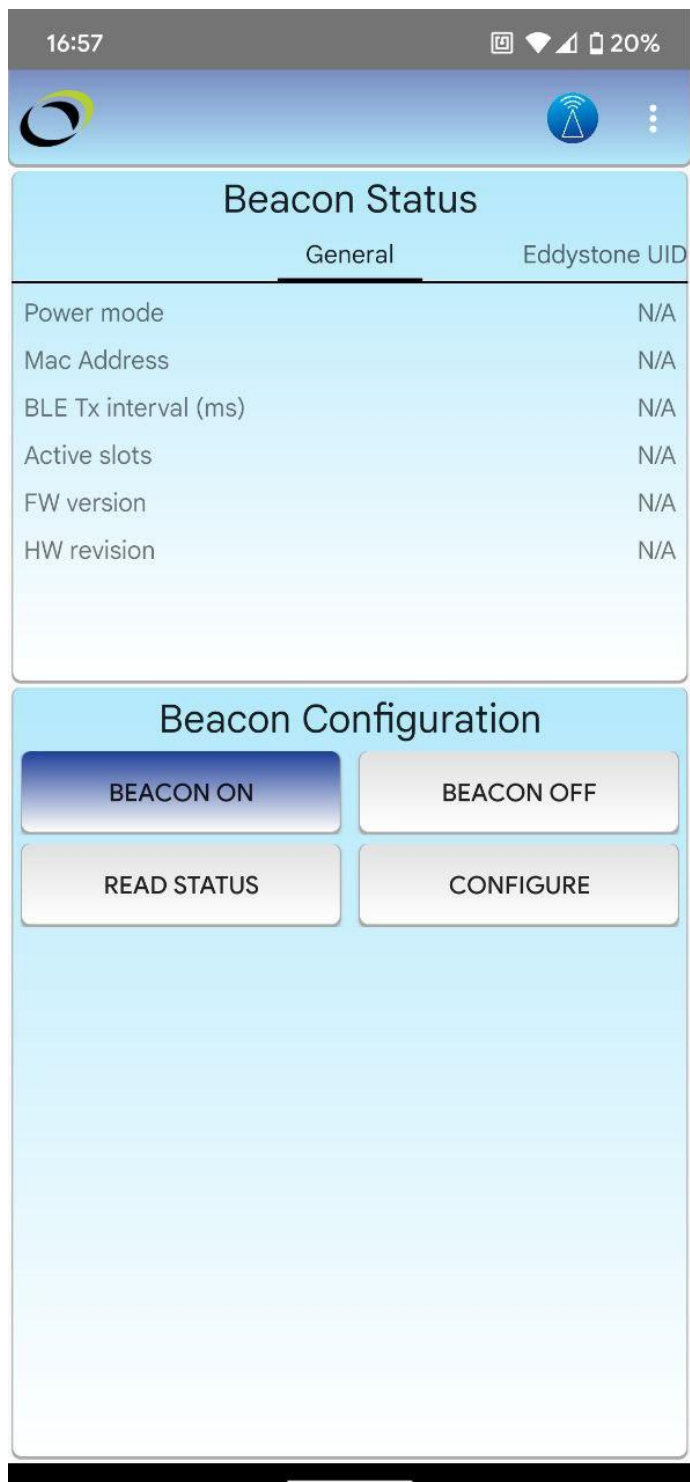 16:57 20%
Beacon Status
General Eddystone UID
Power mode N/A
Mac Address N/A
BLE Tx interval (ms) N/A
Active slots N/A
FW version N/A
HW revision N/A
Beacon Configuration
BEACON ON BEACON OFF
READ STATUS CONFIGURE